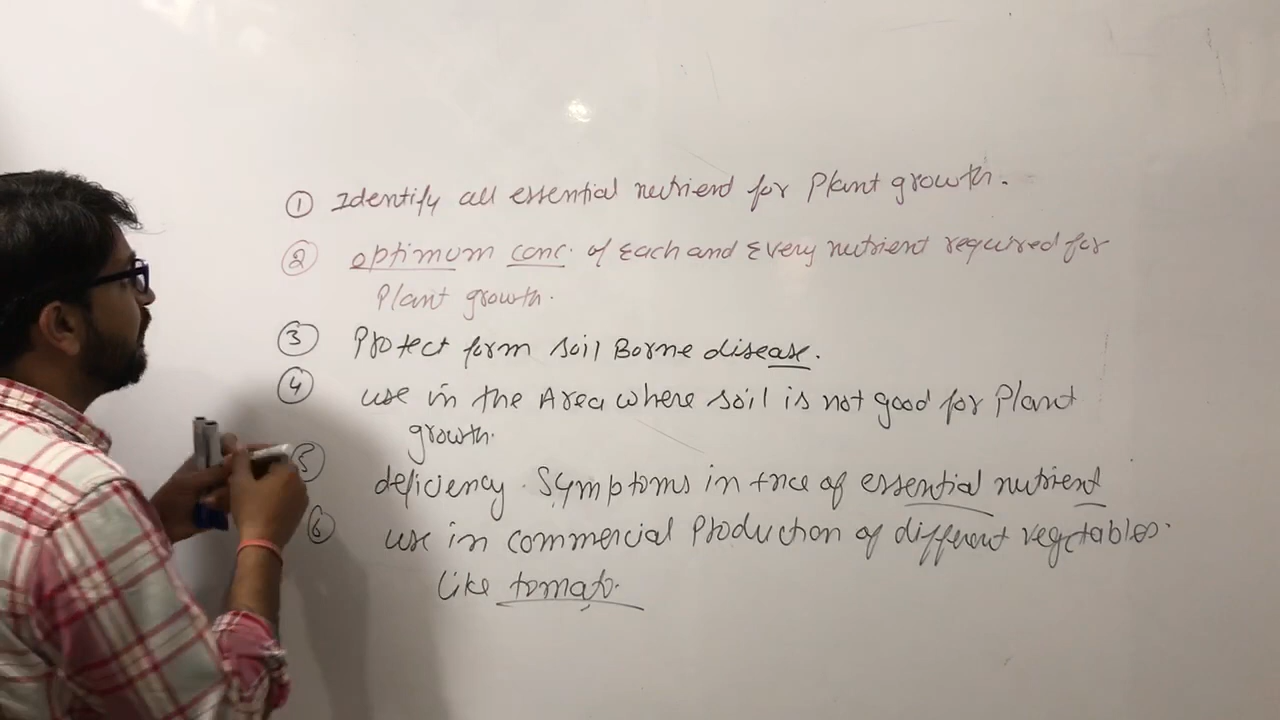 ① Identify all essential nutrient for Plant growth.
② optimum conc. of Each and Every nutrient required for
Plant growth.
③ Protect form soil Borne disease.
④ use in the Area where soil is not good for Plant
growth.
⑤ deficiency Symptoms in of essential nutrient
⑥ use in commercial Production of different vegetables.
like tomato.